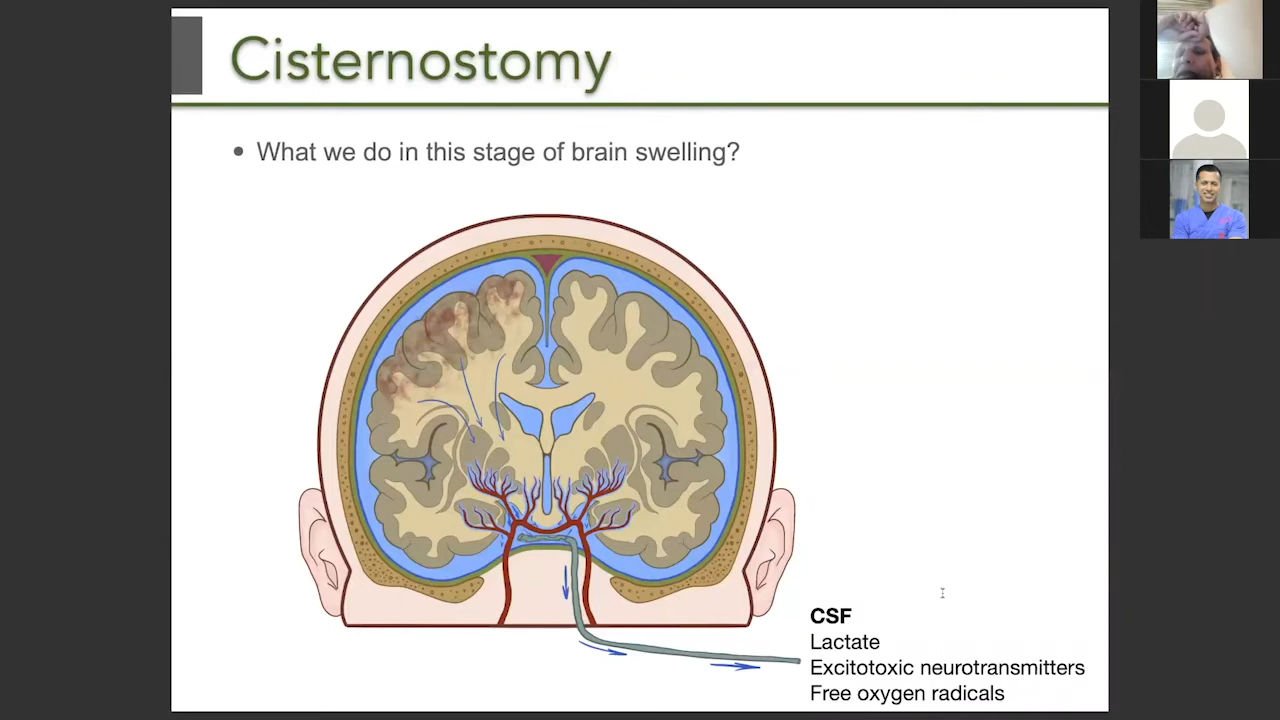 Cisternostomy
• What we do in this stage of brain swelling?
CSF
Lactate
Excitotoxic neurotransmitters
Free oxygen radicals